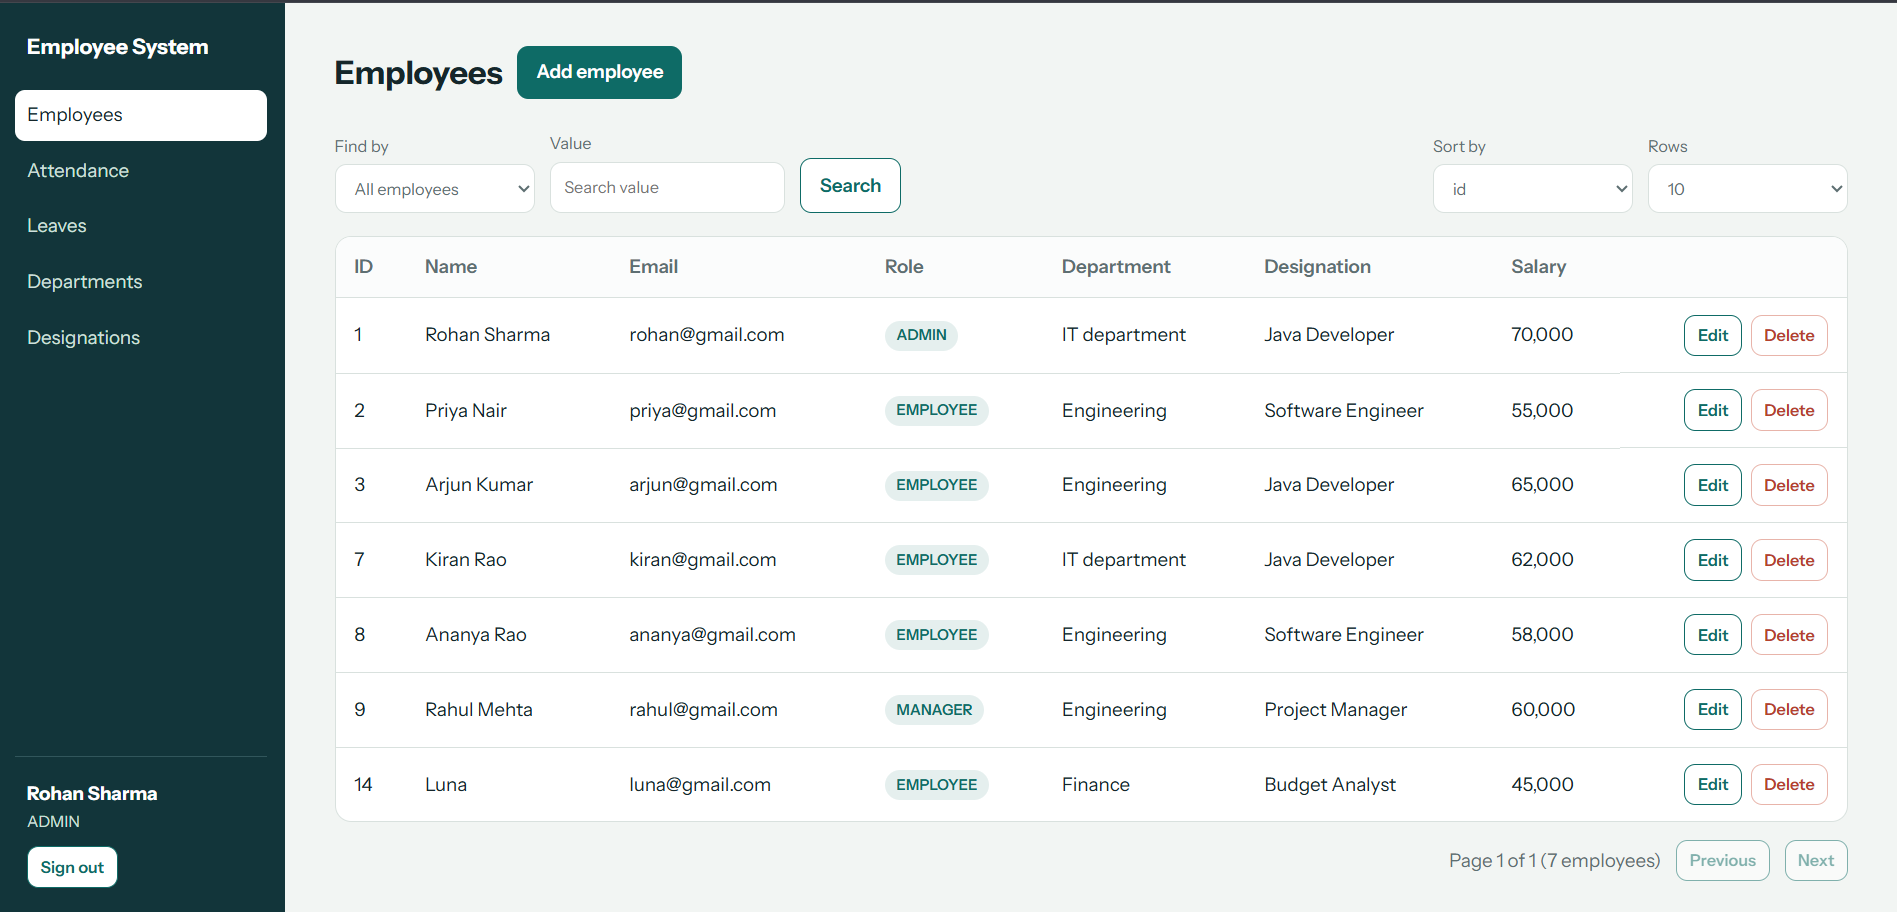 Employee System
Employees
Attendance
Leaves
Departments
Designations
Rohan Sharma
ADMIN
Sign out
Employees Add employee
Find by Value Sort by Rows
All employees Search value Search id 10
ID Name Email Role Department Designation Salary
1 Rohan Sharma rohan@gmail.com ADMIN IT department Java Developer 70,000 Edit Delete
2 Priya Nair priya@gmail.com EMPLOYEE Engineering Software Engineer 55,000 Edit Delete
3 Arjun Kumar arjun@gmail.com EMPLOYEE Engineering Java Developer 65,000 Edit Delete
7 Kiran Rao kiran@gmail.com EMPLOYEE IT department Java Developer 62,000 Edit Delete
8 Ananya Rao ananya@gmail.com EMPLOYEE Engineering Software Engineer 58,000 Edit Delete
9 Rahul Mehta rahul@gmail.com MANAGER Engineering Project Manager 60,000 Edit Delete
14 Luna luna@gmail.com EMPLOYEE Finance Budget Analyst 45,000 Edit Delete
Page 1 of 1 (7 employees) Previous Next